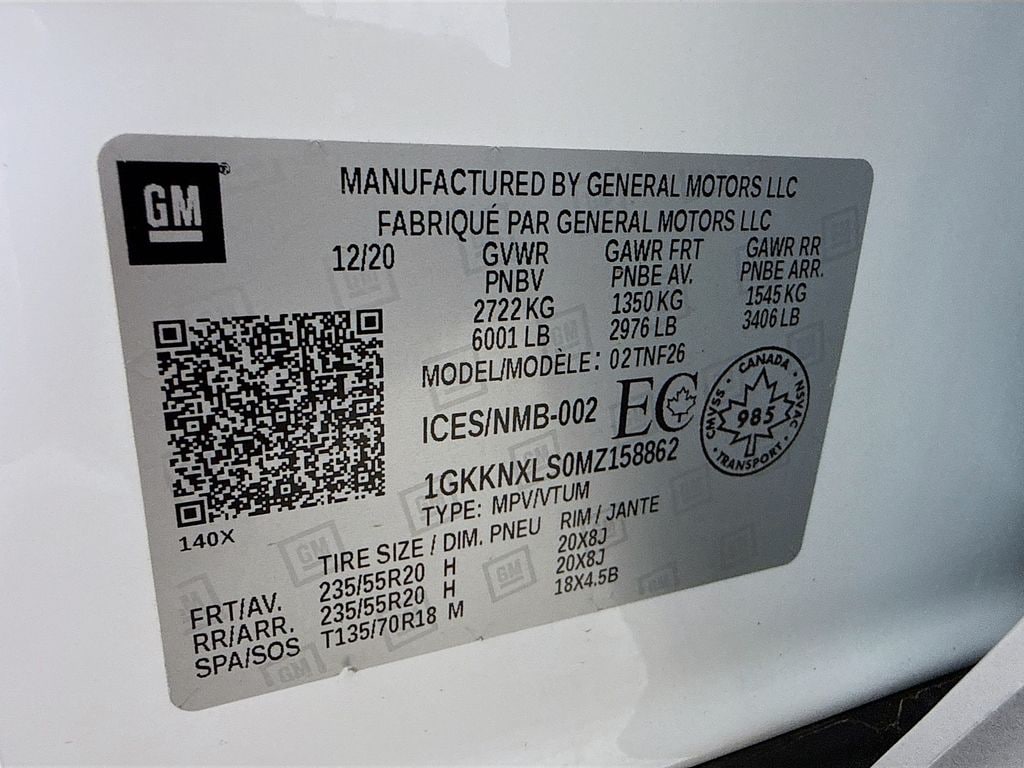 GM®
MANUFACTURED BY GENERAL MOTORS LLC
FABRIQUÉ PAR GENERAL MOTORS LLC
12/20 GVWR GAWR FRT GAWR RR
PNBV PNBE AV. PNBE ARR.
2722 KG 1350 KG 1545 KG
6001 LB 2976 LB 3406 LB
MODEL/MODÈLE: 02TNF26
ICES/NMB-002 EC
CANADA
CMVSS 985 NSVAC
TRANSPORT
1GKKNXLS0MZ158862
TYPE: MPV/VTUM
140X
TIRE SIZE / DIM. PNEU RIM / JANTE
FRT/AV. 235/55R20 H 20X8J
RR/ARR. 235/55R20 H 20X8J
SPA/SOS T135/70R18 M 18X4.5B